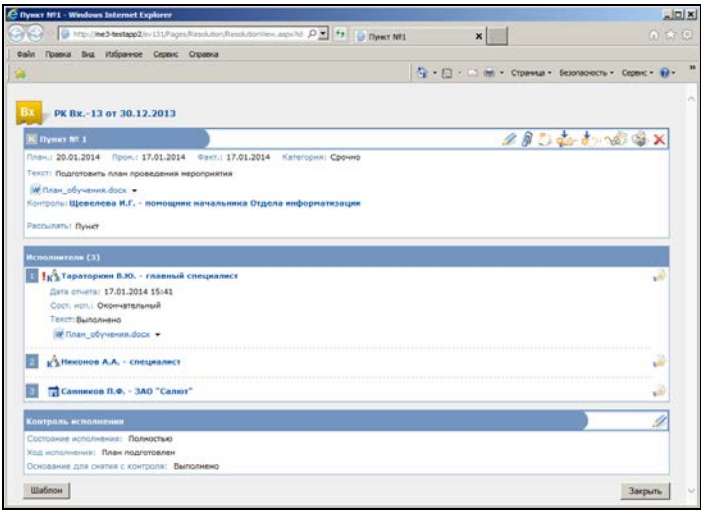 Пункт №1 - Windows Internet Explorer
http://me3-testapp2/ Пункт №1
Файл Правка Вид Избранное Сервис Справка
Страница Безопасность Сервис
Вх РК Вх.-13 от 30.12.2013
К Пункт № 1
План.: 20.01.2014 Пром.: 17.01.2014 Факт.: 17.01.2014 Категория: Срочно
Текст: Подготовить план проведения мероприятия
План_обучения.docx
Контроль: Щевелева И.Г. - помощник начальника Отдела информатизации
Рассылать: Пункт
Исполнители (3)
1 Тараторкин В.Ю. - главный специалист
Дата отчета: 17.01.2014 15:41
Сост. исп.: Окончательный
Текст: Выполнено
План_обучения.docx
2 Никонов А.А. - специалист
3 Санников П.Ф. - ЗАО "Салют"
Контроль исполнения
Состояние исполнения: Полностью
Ход исполнения: План подготовлен
Основание для снятия с контроля: Выполнено
Шаблон Закрыть